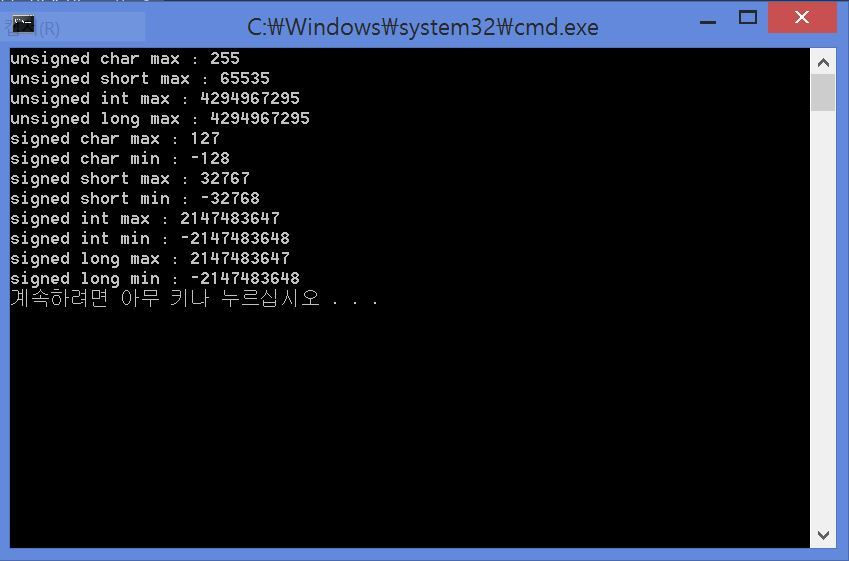 C:₩Windows₩system32₩cmd.exe
unsigned char max : 255
unsigned short max : 65535
unsigned int max : 4294967295
unsigned long max : 4294967295
signed char max : 127
signed char min : -128
signed short max : 32767
signed short min : -32768
signed int max : 2147483647
signed int min : -2147483648
signed long max : 2147483647
signed long min : -2147483648
계속하려면 아무 키나 누르십시오 . . .